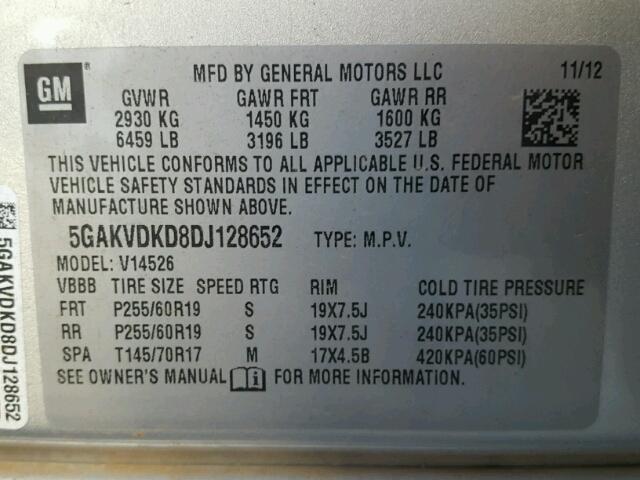 GM ®
MFD BY GENERAL MOTORS LLC 11/12
GVWR GAWR FRT GAWR RR
2930 KG 1450 KG 1600 KG
6459 LB 3196 LB 3527 LB
THIS VEHICLE CONFORMS TO ALL APPLICABLE U.S. FEDERAL MOTOR
VEHICLE SAFETY STANDARDS IN EFFECT ON THE DATE OF
MANUFACTURE SHOWN ABOVE.
5GAKVDKD8DJ128652 TYPE: M.P.V.
MODEL: V14526
VBBB TIRE SIZE SPEED RTG RIM COLD TIRE PRESSURE
FRT P255/60R19 S 19X7.5J 240KPA(35PSI)
RR P255/60R19 S 19X7.5J 240KPA(35PSI)
SPA T145/70R17 M 17X4.5B 420KPA(60PSI)
SEE OWNER'S MANUAL i FOR MORE INFORMATION.
5GAKVDKD8DJ128652